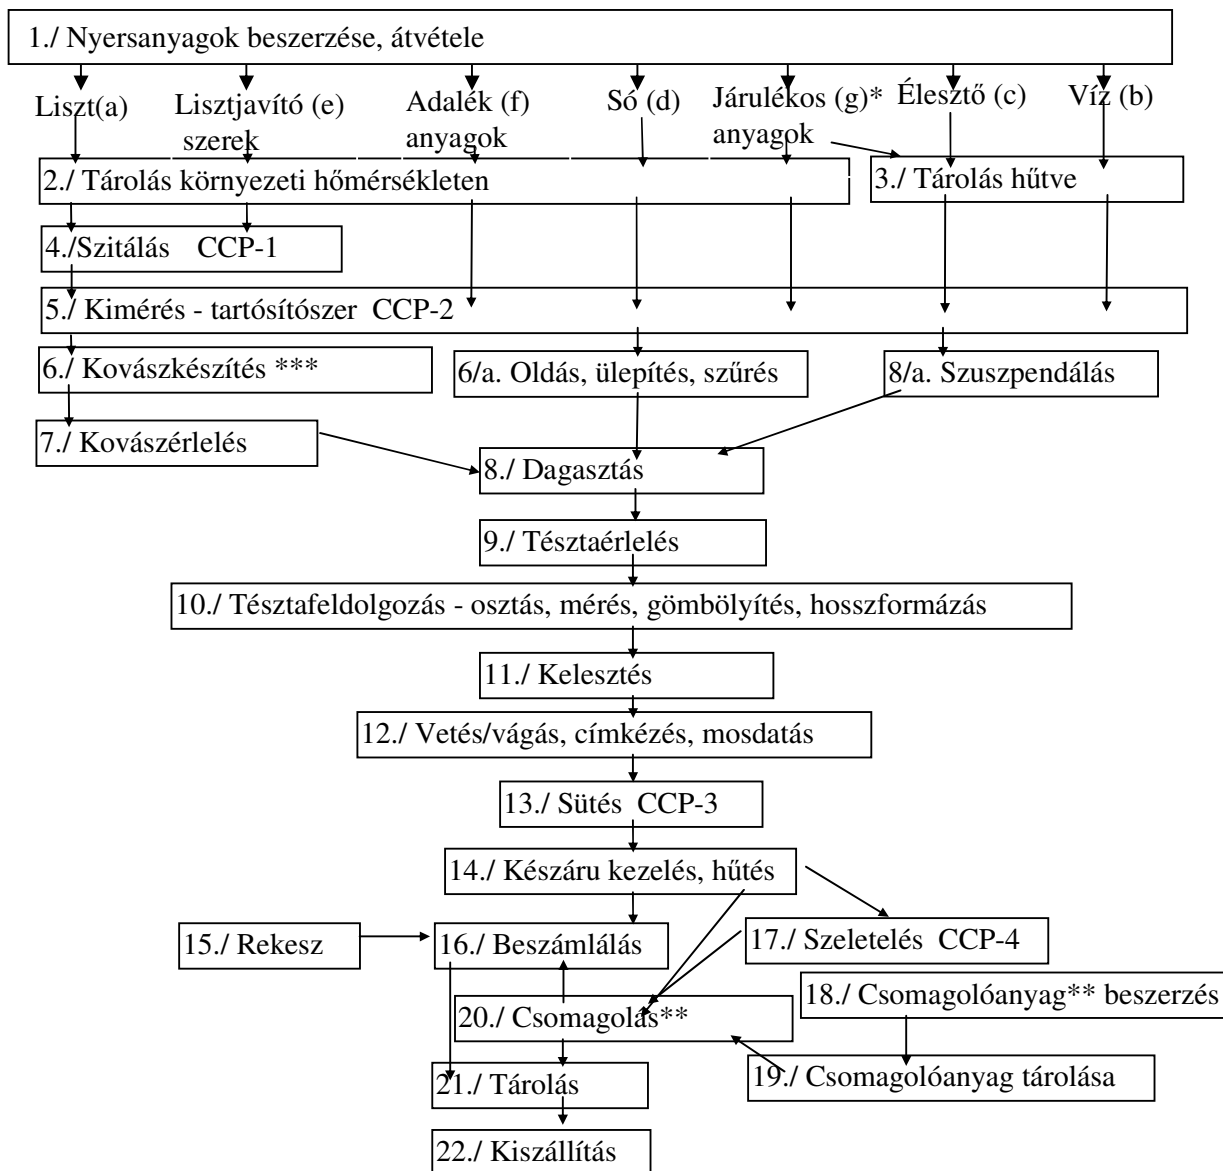 1./ Nyersanyagok beszerzése, átvétele
Liszt(a)
Lisztjavító (e)
szerek
Adalék (f)
anyagok
Só (d)
Járulékos (g)*
anyagok
Élesztő (c)
Víz (b)
2./ Tárolás környezeti hőmérsékleten
3./ Tárolás hűtve
4./Szitálás CCP-1
5./ Kimérés - tartósítószer CCP-2
6./ Kovászkészítés ***
6/a. Oldás, ülepítés, szűrés
8/a. Szuszpendálás
7./ Kovászérlelés
8./ Dagasztás
9./ Tésztaérlelés
10./ Tésztafeldolgozás - osztás, mérés, gömbölyítés, hosszformázás
11./ Kelesztés
12./ Vetés/vágás, címkézés, mosdatás
13./ Sütés CCP-3
14./ Készáru kezelés, hűtés
15./ Rekesz
16./ Beszámlálás
17./ Szeletelés CCP-4
18./ Csomagolóanyag** beszerzés
20./ Csomagolás**
19./ Csomagolóanyag tárolása
21./ Tárolás
22./ Kiszállítás